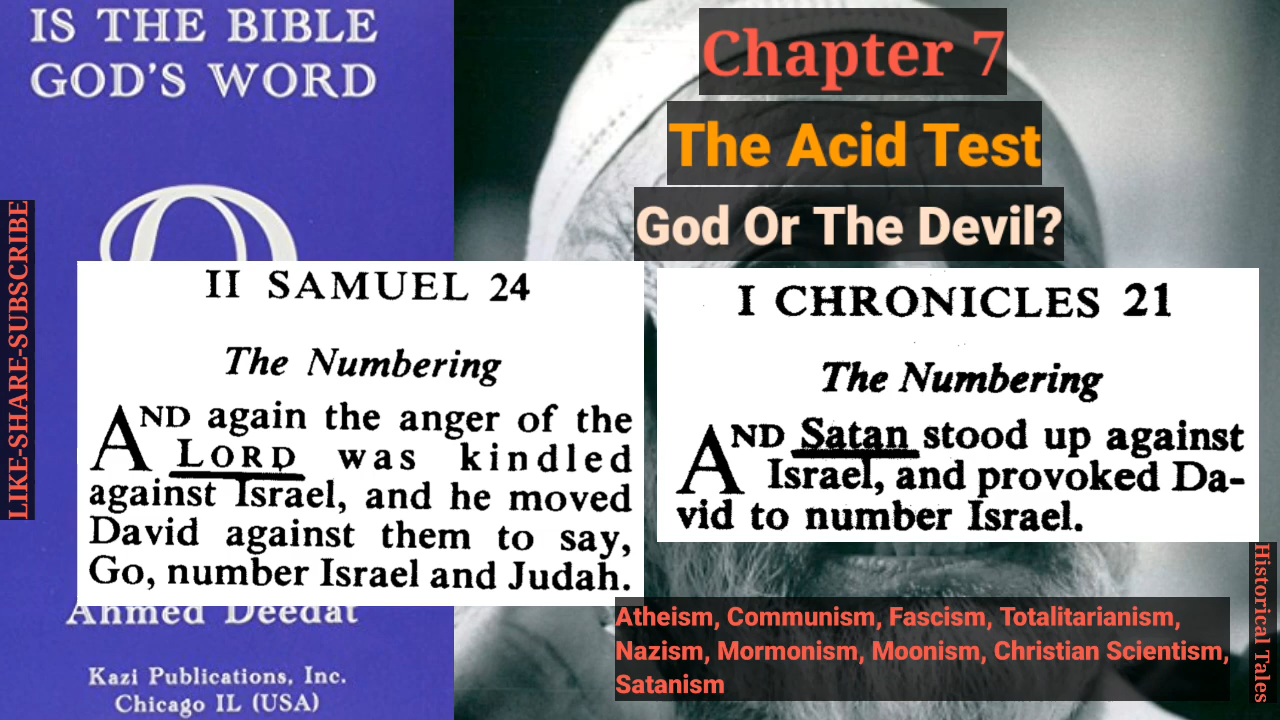 IS THE BIBLE
GOD'S WORD
Chapter 7
The Acid Test
God Or The Devil?
LIKE-SHARE-SUBSCRIBE
II SAMUEL 24
The Numbering
AND again the anger of the
LORD was kindled
against Israel, and he moved
David against them to say,
Go, number Israel and Judah.
I CHRONICLES 21
The Numbering
AND Satan stood up against
Israel, and provoked Da-
vid to number Israel.
Ahmed Deedat
Kazi Publications, Inc.
Chicago IL (USA)
Atheism, Communism, Fascism, Totalitarianism,
Nazism, Mormonism, Moonism, Christian Scientism,
Satanism
Historical Tales